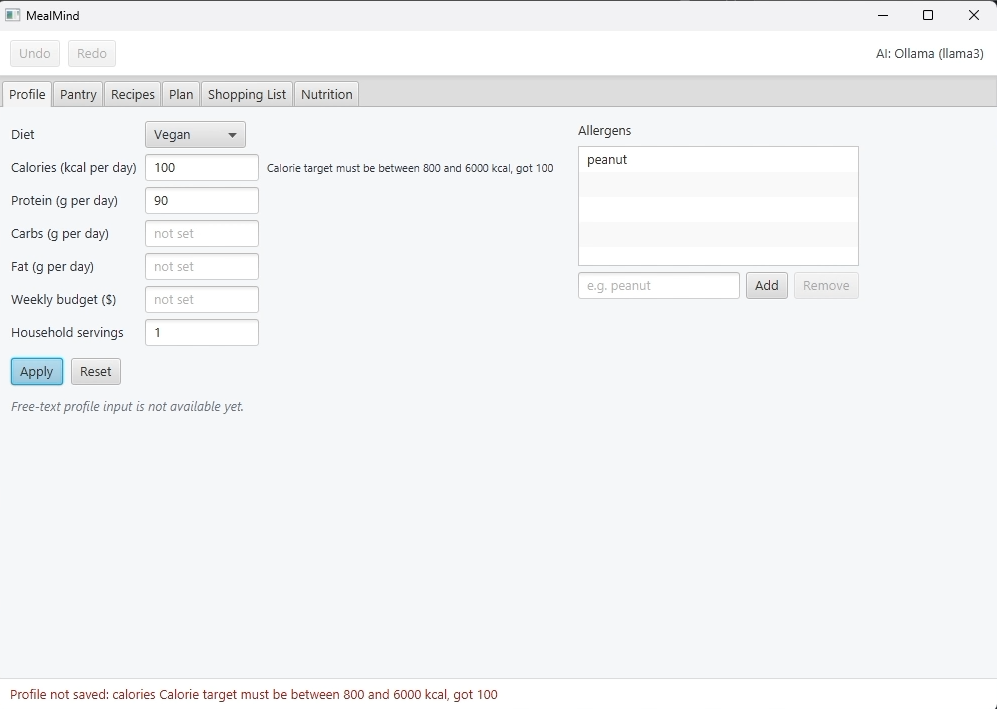 MealMind
Undo Redo AI: Ollama (llama3)
Profile Pantry Recipes Plan Shopping List Nutrition
Diet Vegan
Calories (kcal per day) 100 Calorie target must be between 800 and 6000 kcal, got 100
Protein (g per day) 90
Carbs (g per day) not set
Fat (g per day) not set
Weekly budget ($) not set
Household servings 1
Apply Reset
Free-text profile input is not available yet.
Allergens
peanut
e.g. peanut Add Remove
Profile not saved: calories Calorie target must be between 800 and 6000 kcal, got 100